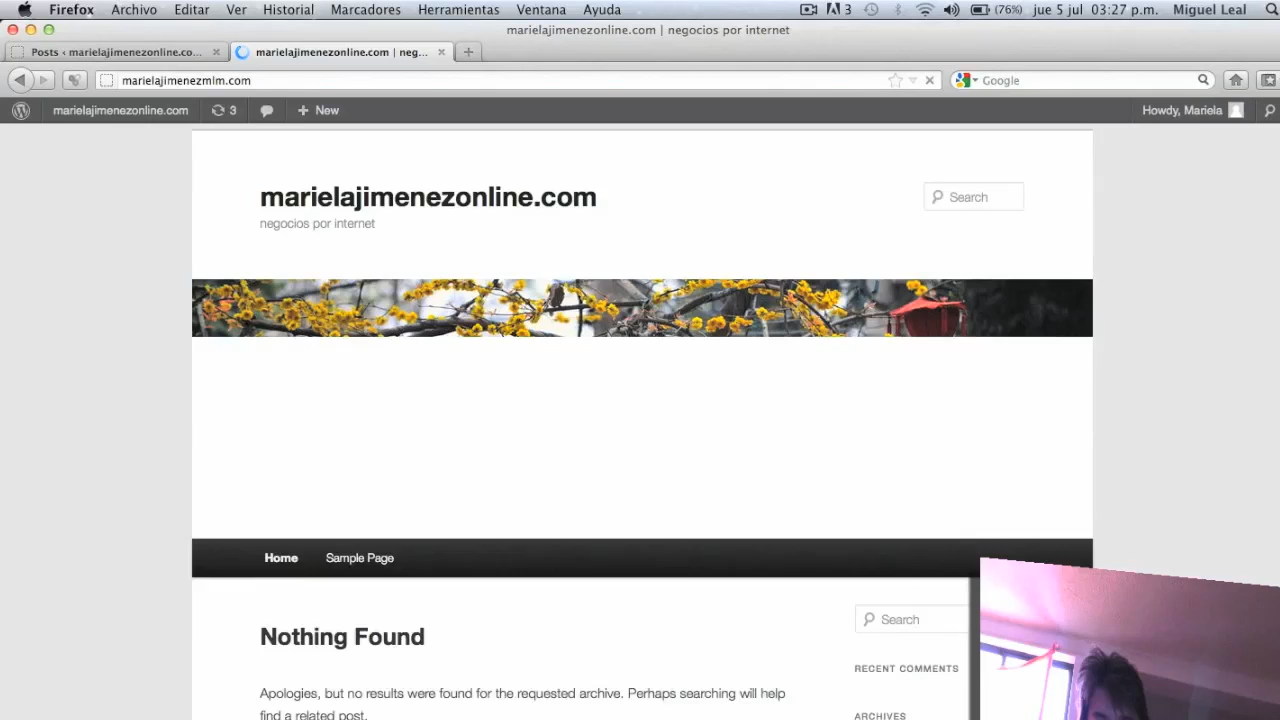 Firefox Archivo Editar Ver Historial Marcadores Herramientas Ventana Ayuda 3 (76%) jue 5 jul 03:27 p.m. Miguel Leal
marielajimenezonline.com | negocios por internet
Posts ‹ marielajimenezonline.co... marielajimenezonline.com | neg...
marielajimenezmlm.com Google
marielajimenezonline.com 3 + New Howdy, Mariela
marielajimenezonline.com
Search
negocios por internet
Home Sample Page
Search
Nothing Found
RECENT COMMENTS
Apologies, but no results were found for the requested archive. Perhaps searching will help
find a related post.
ARCHIVES